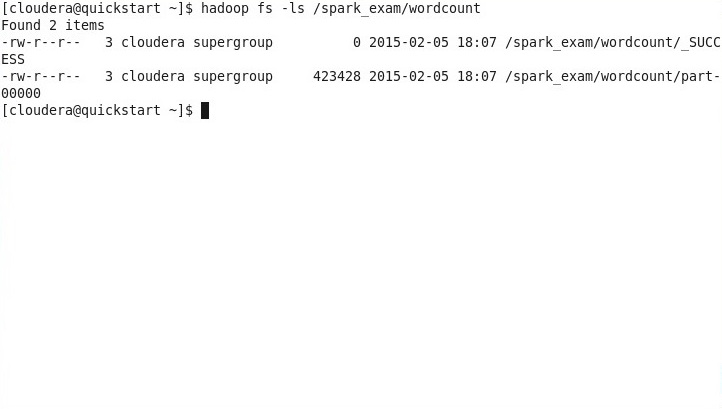 [cloudera@quickstart ~]$ hadoop fs -ls /spark_exam/wordcount
Found 2 items
-rw-r--r--   3 cloudera supergroup          0 2015-02-05 18:07 /spark_exam/wordcount/_SUCC
ESS
-rw-r--r--   3 cloudera supergroup     423428 2015-02-05 18:07 /spark_exam/wordcount/part-
00000
[cloudera@quickstart ~]$